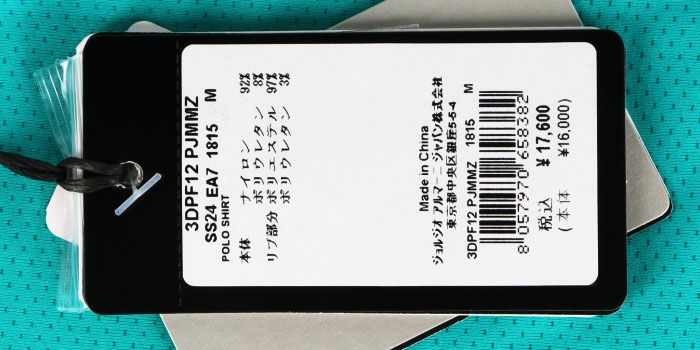 3DPF12 PJMMZ
SS24 EA7 1815 M
POLO SHIRT
本体 ナイロン 92%
ポリウレタン 8%
リブ部分 ポリエステル 97%
ポリウレタン 3%
Made in China
ジョルジオ アルマーニ ジャパン株式会社
東京都中央区銀座5-5-4
3DPF12 PJMMZ 1815 M
8 057970 658382
税込 ¥17,600
(本体 ¥16,000)